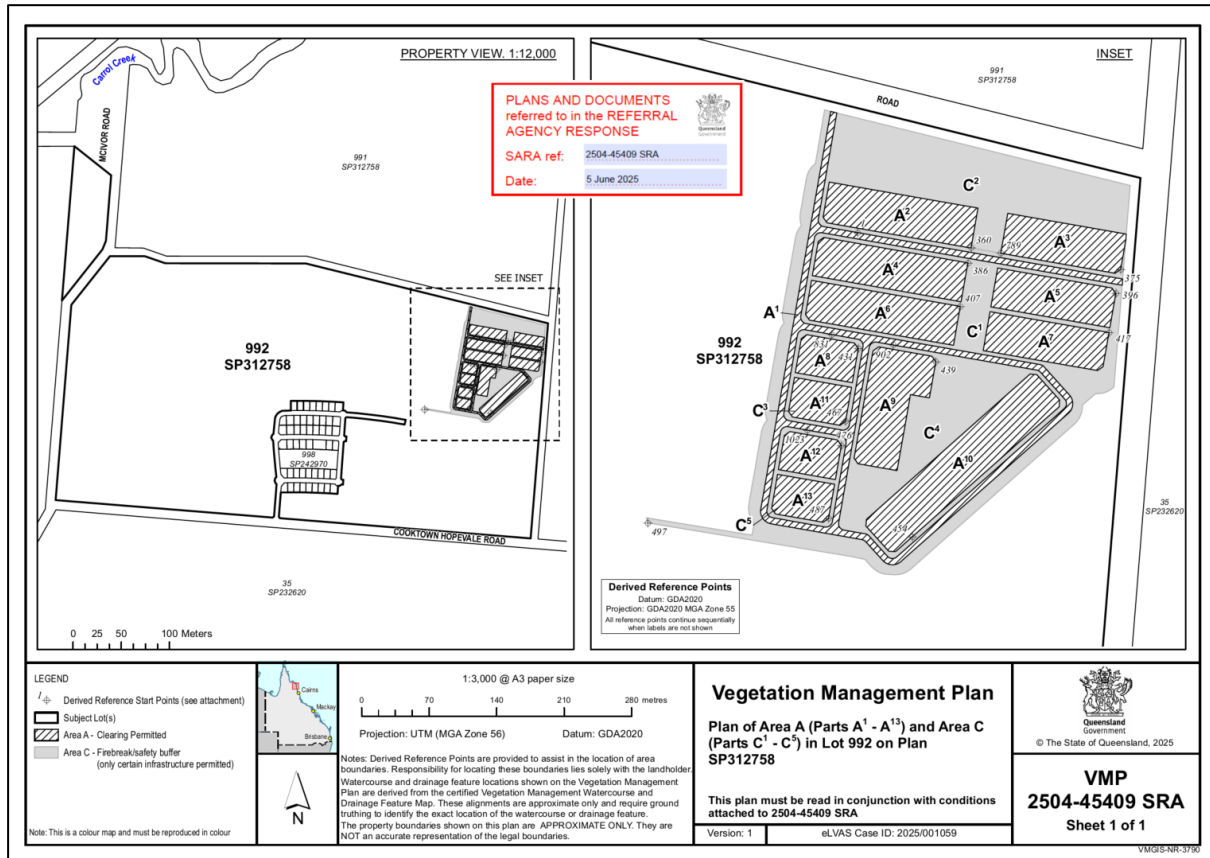 PROPERTY VIEW. 1:12,000
Carrol Creek
MCIVOR ROAD
991
SP312758
SEE INSET
992
SP312758
998
SP242970
COOKTOWN HOPEVALE ROAD
35
SP232620
0 25 50 100 Meters
PLANS AND DOCUMENTS
referred to in the REFERRAL
AGENCY RESPONSE
Queensland
Government
SARA ref: 2504-45409 SRA
Date: 5 June 2025
INSET
991
SP312758
ROAD
C²
A²
1
360
789
A³
375
A⁴
386
A⁵
396
407
A¹
A⁶
C¹
A⁷
417
992
SP312758
831
A⁸
431
902
439
C³
A¹¹
467
A⁹
C⁴
1023
476
A¹²
A¹⁰
A¹³
487
C⁵
454
497
35
SP232620
Derived Reference Points
Datum: GDA2020
Projection: GDA2020 MGA Zone 55
All reference points continue sequentially
when labels are not shown
LEGEND
1 Derived Reference Start Points (see attachment)
Subject Lot(s)
Area A - Clearing Permitted
Area C - Firebreak/safety buffer
(only certain infrastructure permitted)
Note: This is a colour map and must be reproduced in colour
Cairns
Mackay
Brisbane
N
1:3,000 @ A3 paper size
0 70 140 210 280 metres
Projection: UTM (MGA Zone 56) Datum: GDA2020
Notes: Derived Reference Points are provided to assist in the location of area
boundaries. Responsibility for locating these boundaries lies solely with the landholder.
Watercourse and drainage feature locations shown on the Vegetation Management
Plan are derived from the certified Vegetation Management Watercourse and
Drainage Feature Map. These alignments are approximate only and require ground
truthing to identify the exact location of the watercourse or drainage feature.
The property boundaries shown on this plan are APPROXIMATE ONLY. They are
NOT an accurate representation of the legal boundaries.
Vegetation Management Plan
Plan of Area A (Parts A¹ - A¹³) and Area C
(Parts C¹ - C⁵) in Lot 992 on Plan
SP312758
This plan must be read in conjunction with conditions
attached to 2504-45409 SRA
Version: 1 eLVAS Case ID: 2025/001059
Queensland
Government
© The State of Queensland, 2025
VMP
2504-45409 SRA
Sheet 1 of 1
VMGIS-NR-3790